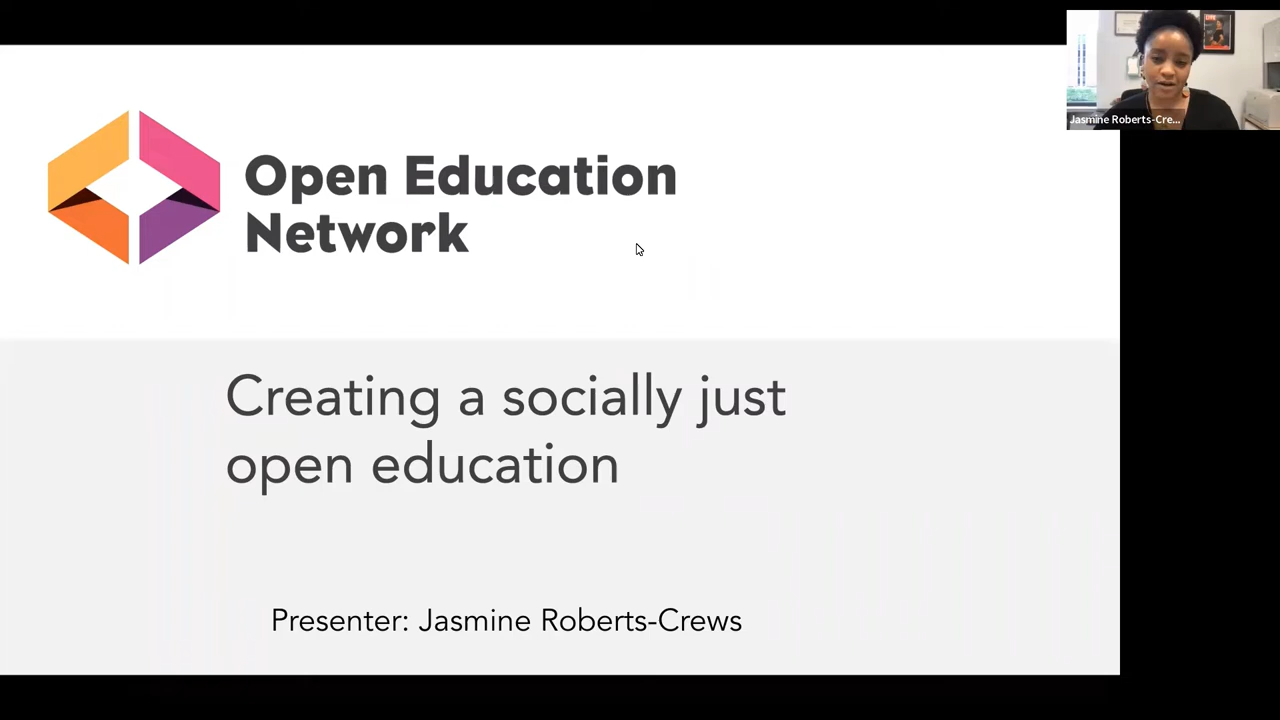 Jasmine Roberts-Cre...
Open Education
Network
Creating a socially just
open education
Presenter: Jasmine Roberts-Crews